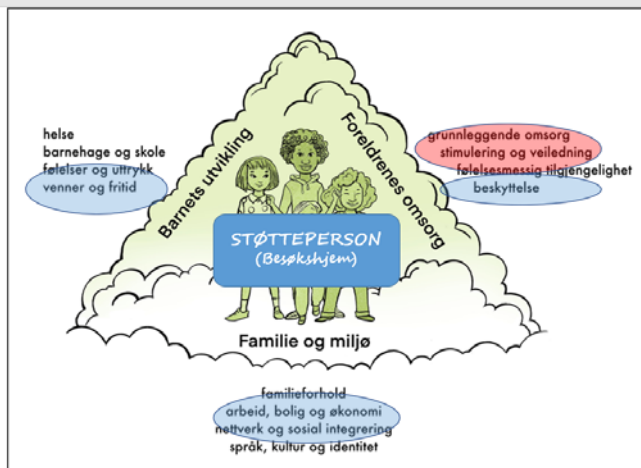 helse
barnehage og skole
følelser og uttrykk
venner og fritid
Barnets utvikling
Foreldrenes omsorg
grunnleggende omsorg
stimulering og veiledning
følelsesmessig tilgjengelighet
beskyttelse
STØTTEPERSON
(Besøkshjem)
Familie og miljø
familieforhold
arbeid, bolig og økonomi
nettverk og sosial integrering
språk, kultur og identitet